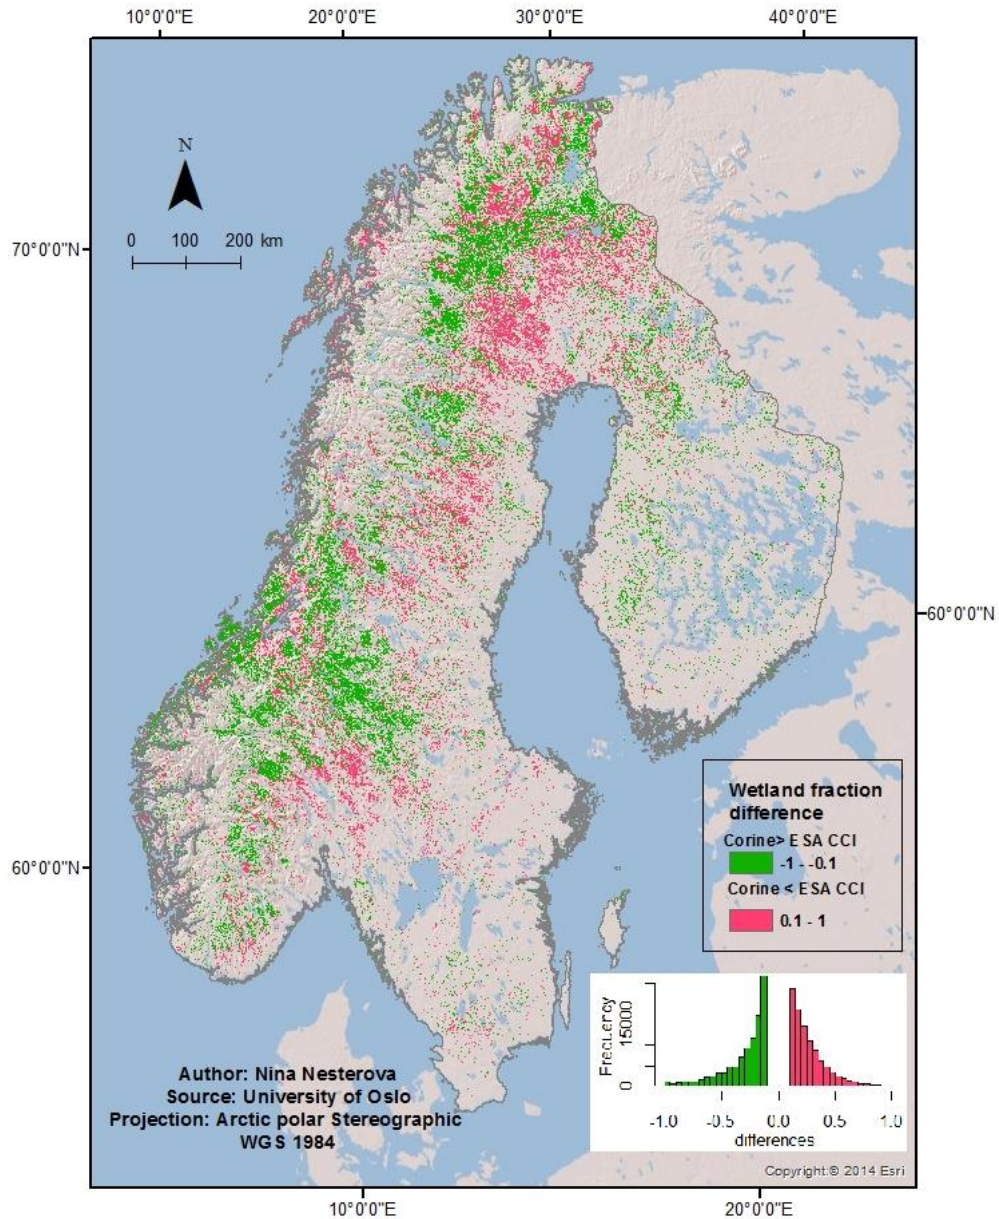 10°0'0"E 20°0'0"E 30°0'0"E 40°0'0"E
N
0 100 200 km
70°0'0"N
60°0'0"N
60°0'0"N
Wetland fraction
difference
Corine> ESA CCI
-1 - -0.1
Corine < ESA CCI
0.1 - 1
Frequency
0 15000
-1.0 -0.5 0.0 0.5 1.0
differences
Author: Nina Nesterova
Source: University of Oslo
Projection: Arctic polar Stereographic
WGS 1984
Copyright:© 2014 Esri
10°0'0"E 20°0'0"E